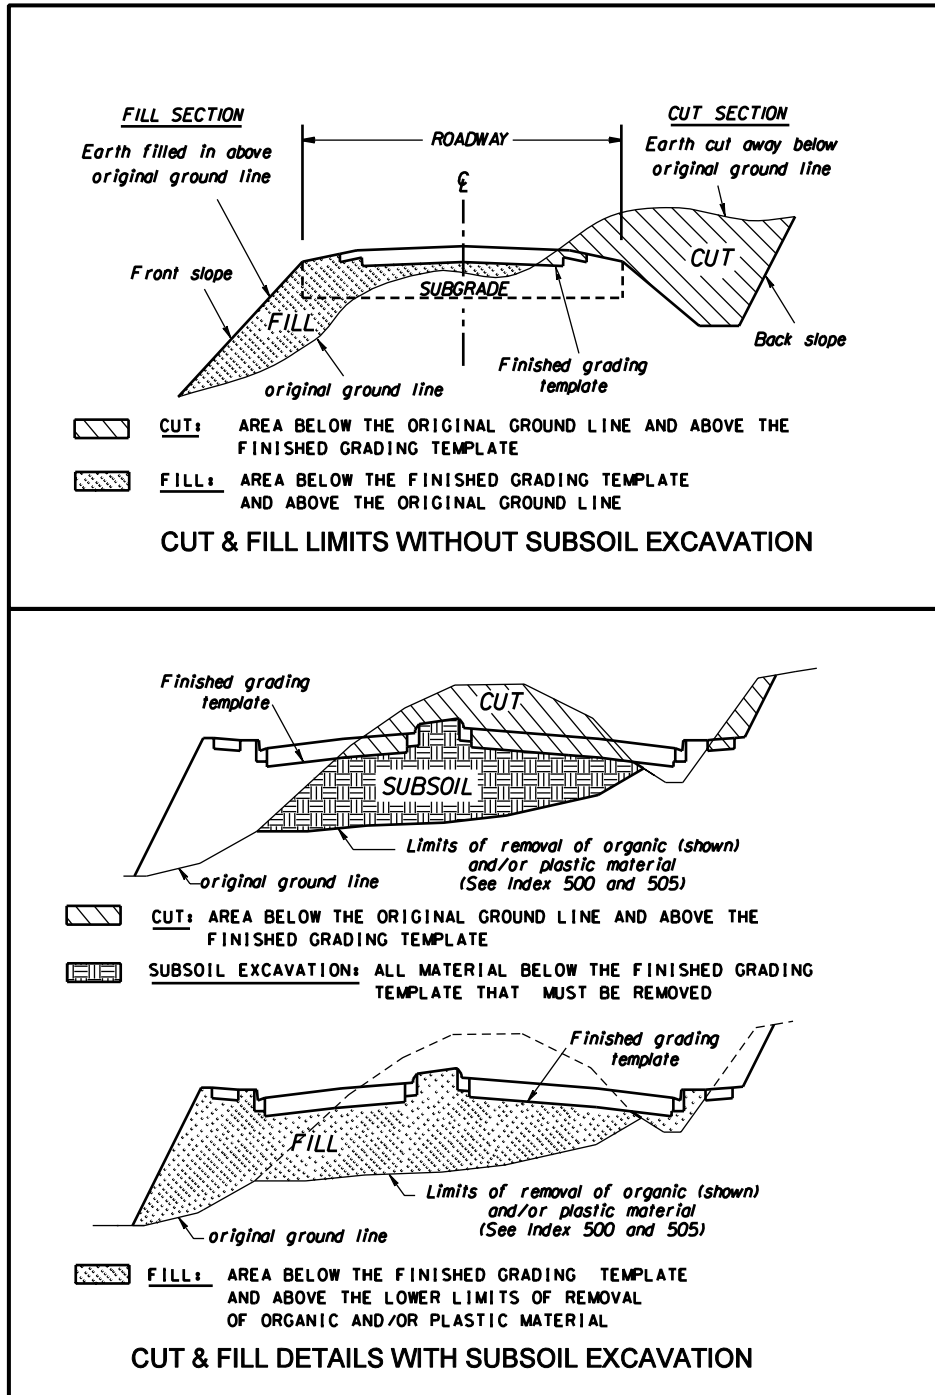 FILL SECTION
Earth filled in above
original ground line
ROADWAY
CUT SECTION
Earth cut away below
original ground line
℄
Front slope
CUT
SUBGRADE
FILL
Back slope
Finished grading
template
original ground line
CUT: AREA BELOW THE ORIGINAL GROUND LINE AND ABOVE THE
FINISHED GRADING TEMPLATE
FILL: AREA BELOW THE FINISHED GRADING TEMPLATE
AND ABOVE THE ORIGINAL GROUND LINE
CUT & FILL LIMITS WITHOUT SUBSOIL EXCAVATION
Finished grading
template
CUT
SUBSOIL
Limits of removal of organic (shown)
and/or plastic material
(See Index 500 and 505)
original ground line
CUT: AREA BELOW THE ORIGINAL GROUND LINE AND ABOVE THE
FINISHED GRADING TEMPLATE
SUBSOIL EXCAVATION: ALL MATERIAL BELOW THE FINISHED GRADING
TEMPLATE THAT MUST BE REMOVED
Finished grading
template
FILL
Limits of removal of organic (shown)
and/or plastic material
(See Index 500 and 505)
original ground line
FILL: AREA BELOW THE FINISHED GRADING TEMPLATE
AND ABOVE THE LOWER LIMITS OF REMOVAL
OF ORGANIC AND/OR PLASTIC MATERIAL
CUT & FILL DETAILS WITH SUBSOIL EXCAVATION